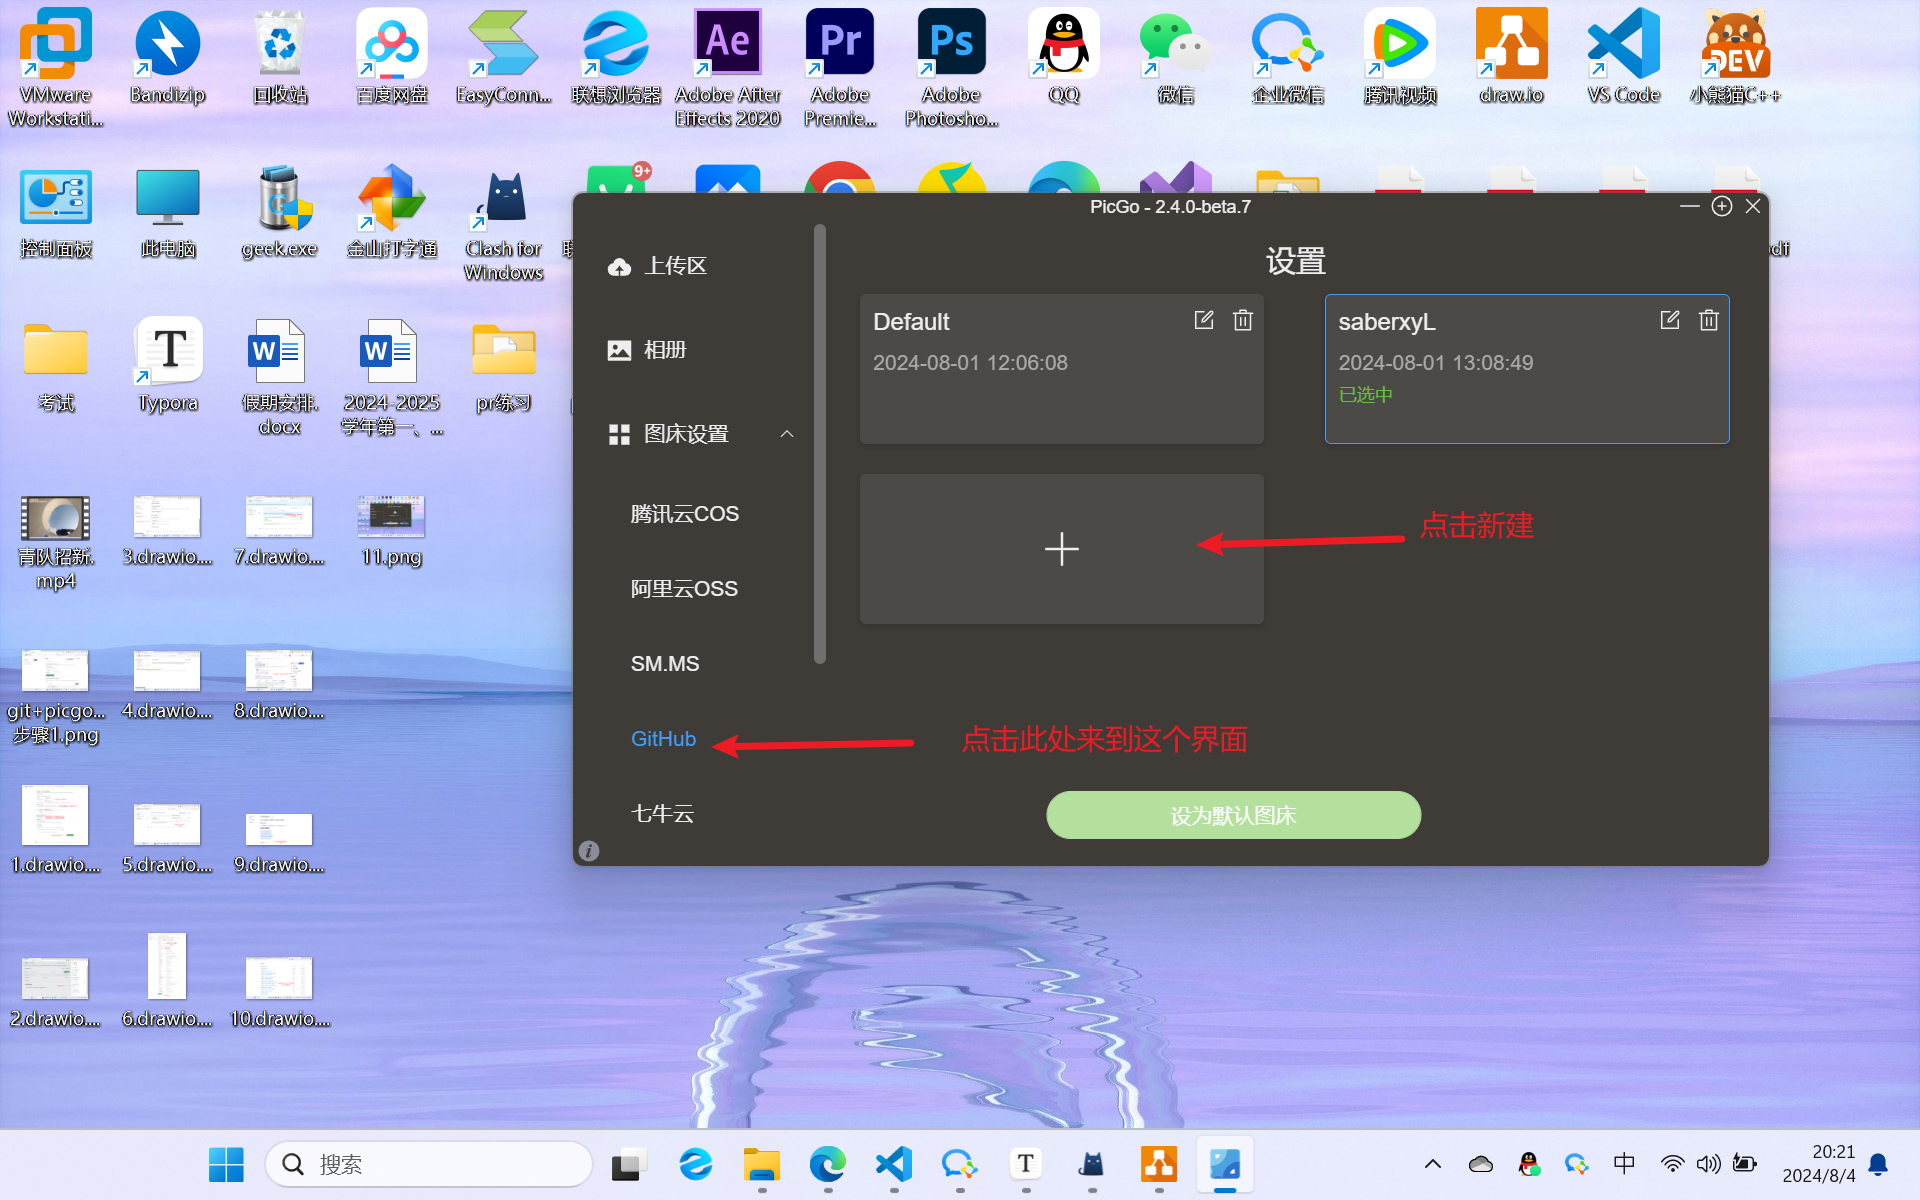 VMware
Workstati...
Bandizip
回收站
百度网盘
EasyConn...
联想浏览器
Adobe After
Effects 2020
Adobe
Premie...
Adobe
Photosho...
QQ
微信
企业微信
腾讯视频
draw.io
VS Code
小熊猫C++
Ae
Pr
Ps
DEV
9+
控制面板
此电脑
geek.exe
金山打字通
Clash for
Windows
考试
Typora
假期安排.
docx
2024-2025
学年第一、...
pr练习
青队招新.
mp4
3.drawio....
7.drawio....
11.png
git+picgo...
步骤1.png
4.drawio....
8.drawio....
1.drawio....
5.drawio....
9.drawio....
2.drawio....
6.drawio....
10.drawio....
PicGo - 2.4.0-beta.7
上传区
相册
图床设置
腾讯云COS
阿里云OSS
SM.MS
GitHub
七牛云
设置
Default
2024-08-01 12:06:08
saberxyL
2024-08-01 13:08:49
已选中
点击新建
点击此处来到这个界面
设为默认图床
搜索
中
20:21
2024/8/4